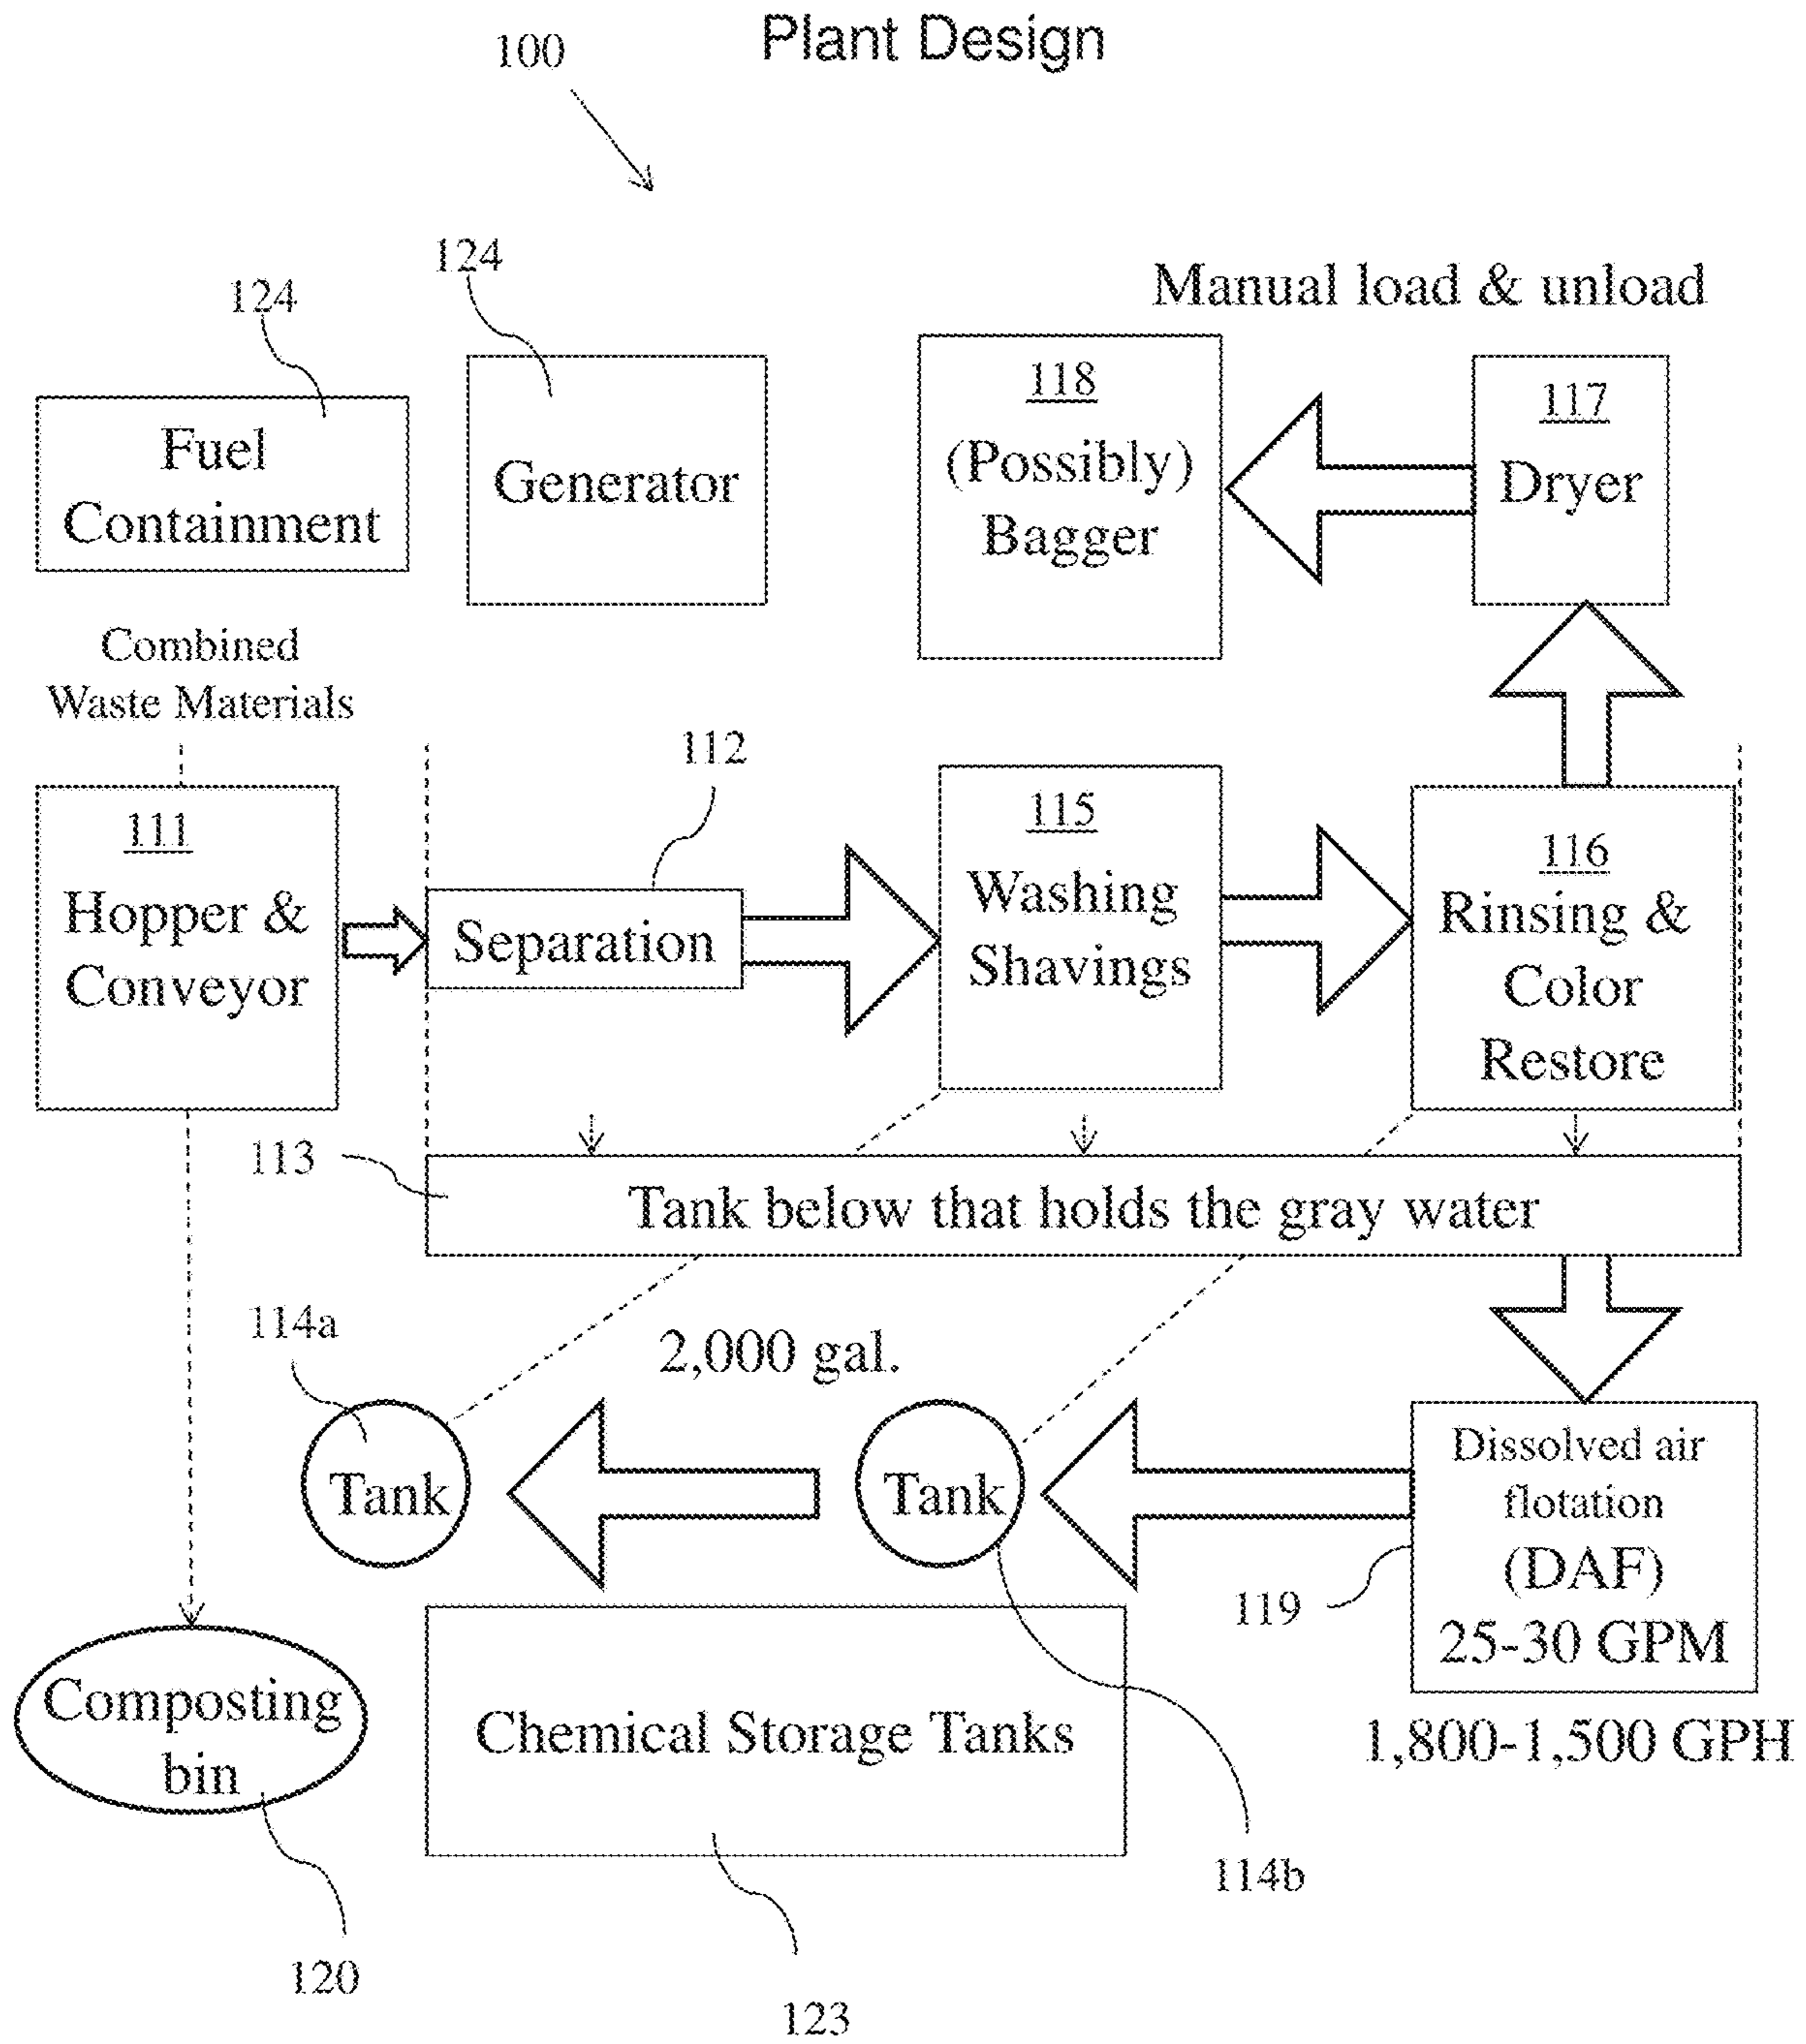 Plant Design
100
124
124
Manual load & unload
Fuel
Containment
Generator
118
(Possibly)
Bagger
117
Dryer
Combined
Waste Materials
112
111
Hopper &
Conveyor
Separation
115
Washing
Shavings
116
Rinsing &
Color
Restore
113
Tank below that holds the gray water
114a
2,000 gal.
Tank
Tank
Dissolved air
flotation
(DAF)
25-30 GPM
119
1,800-1,500 GPH
Composting
bin
Chemical Storage Tanks
114b
120
123